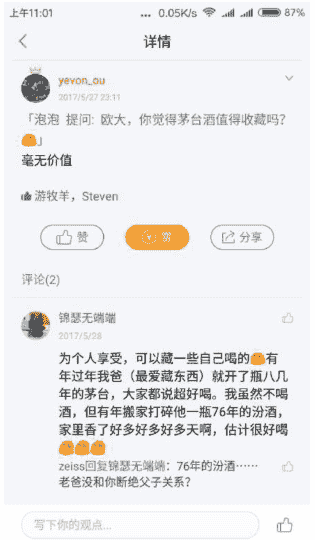 上午11:01
... 0.05K/s 87%
详情
yevon_ou
2017/5/27 23:11
「泡泡 提问: 欧大，你觉得茅台酒值得收藏吗?
」
毫无价值
游牧羊，Steven
赞
赏
分享
评论(2)
锦瑟无端端
2017/5/28
为个人享受，可以藏一些自己喝的有
年过年我爸（最爱藏东西）就开了瓶八几
年的茅台，大家都说超好喝。我虽然不喝
酒，但有年搬家打碎他一瓶76年的汾酒，
家里香了好多好多好多天啊，估计很好喝
zeiss回复锦瑟无端端：76年的汾酒……
老爸没和你断绝父子关系?
写下你的观点...